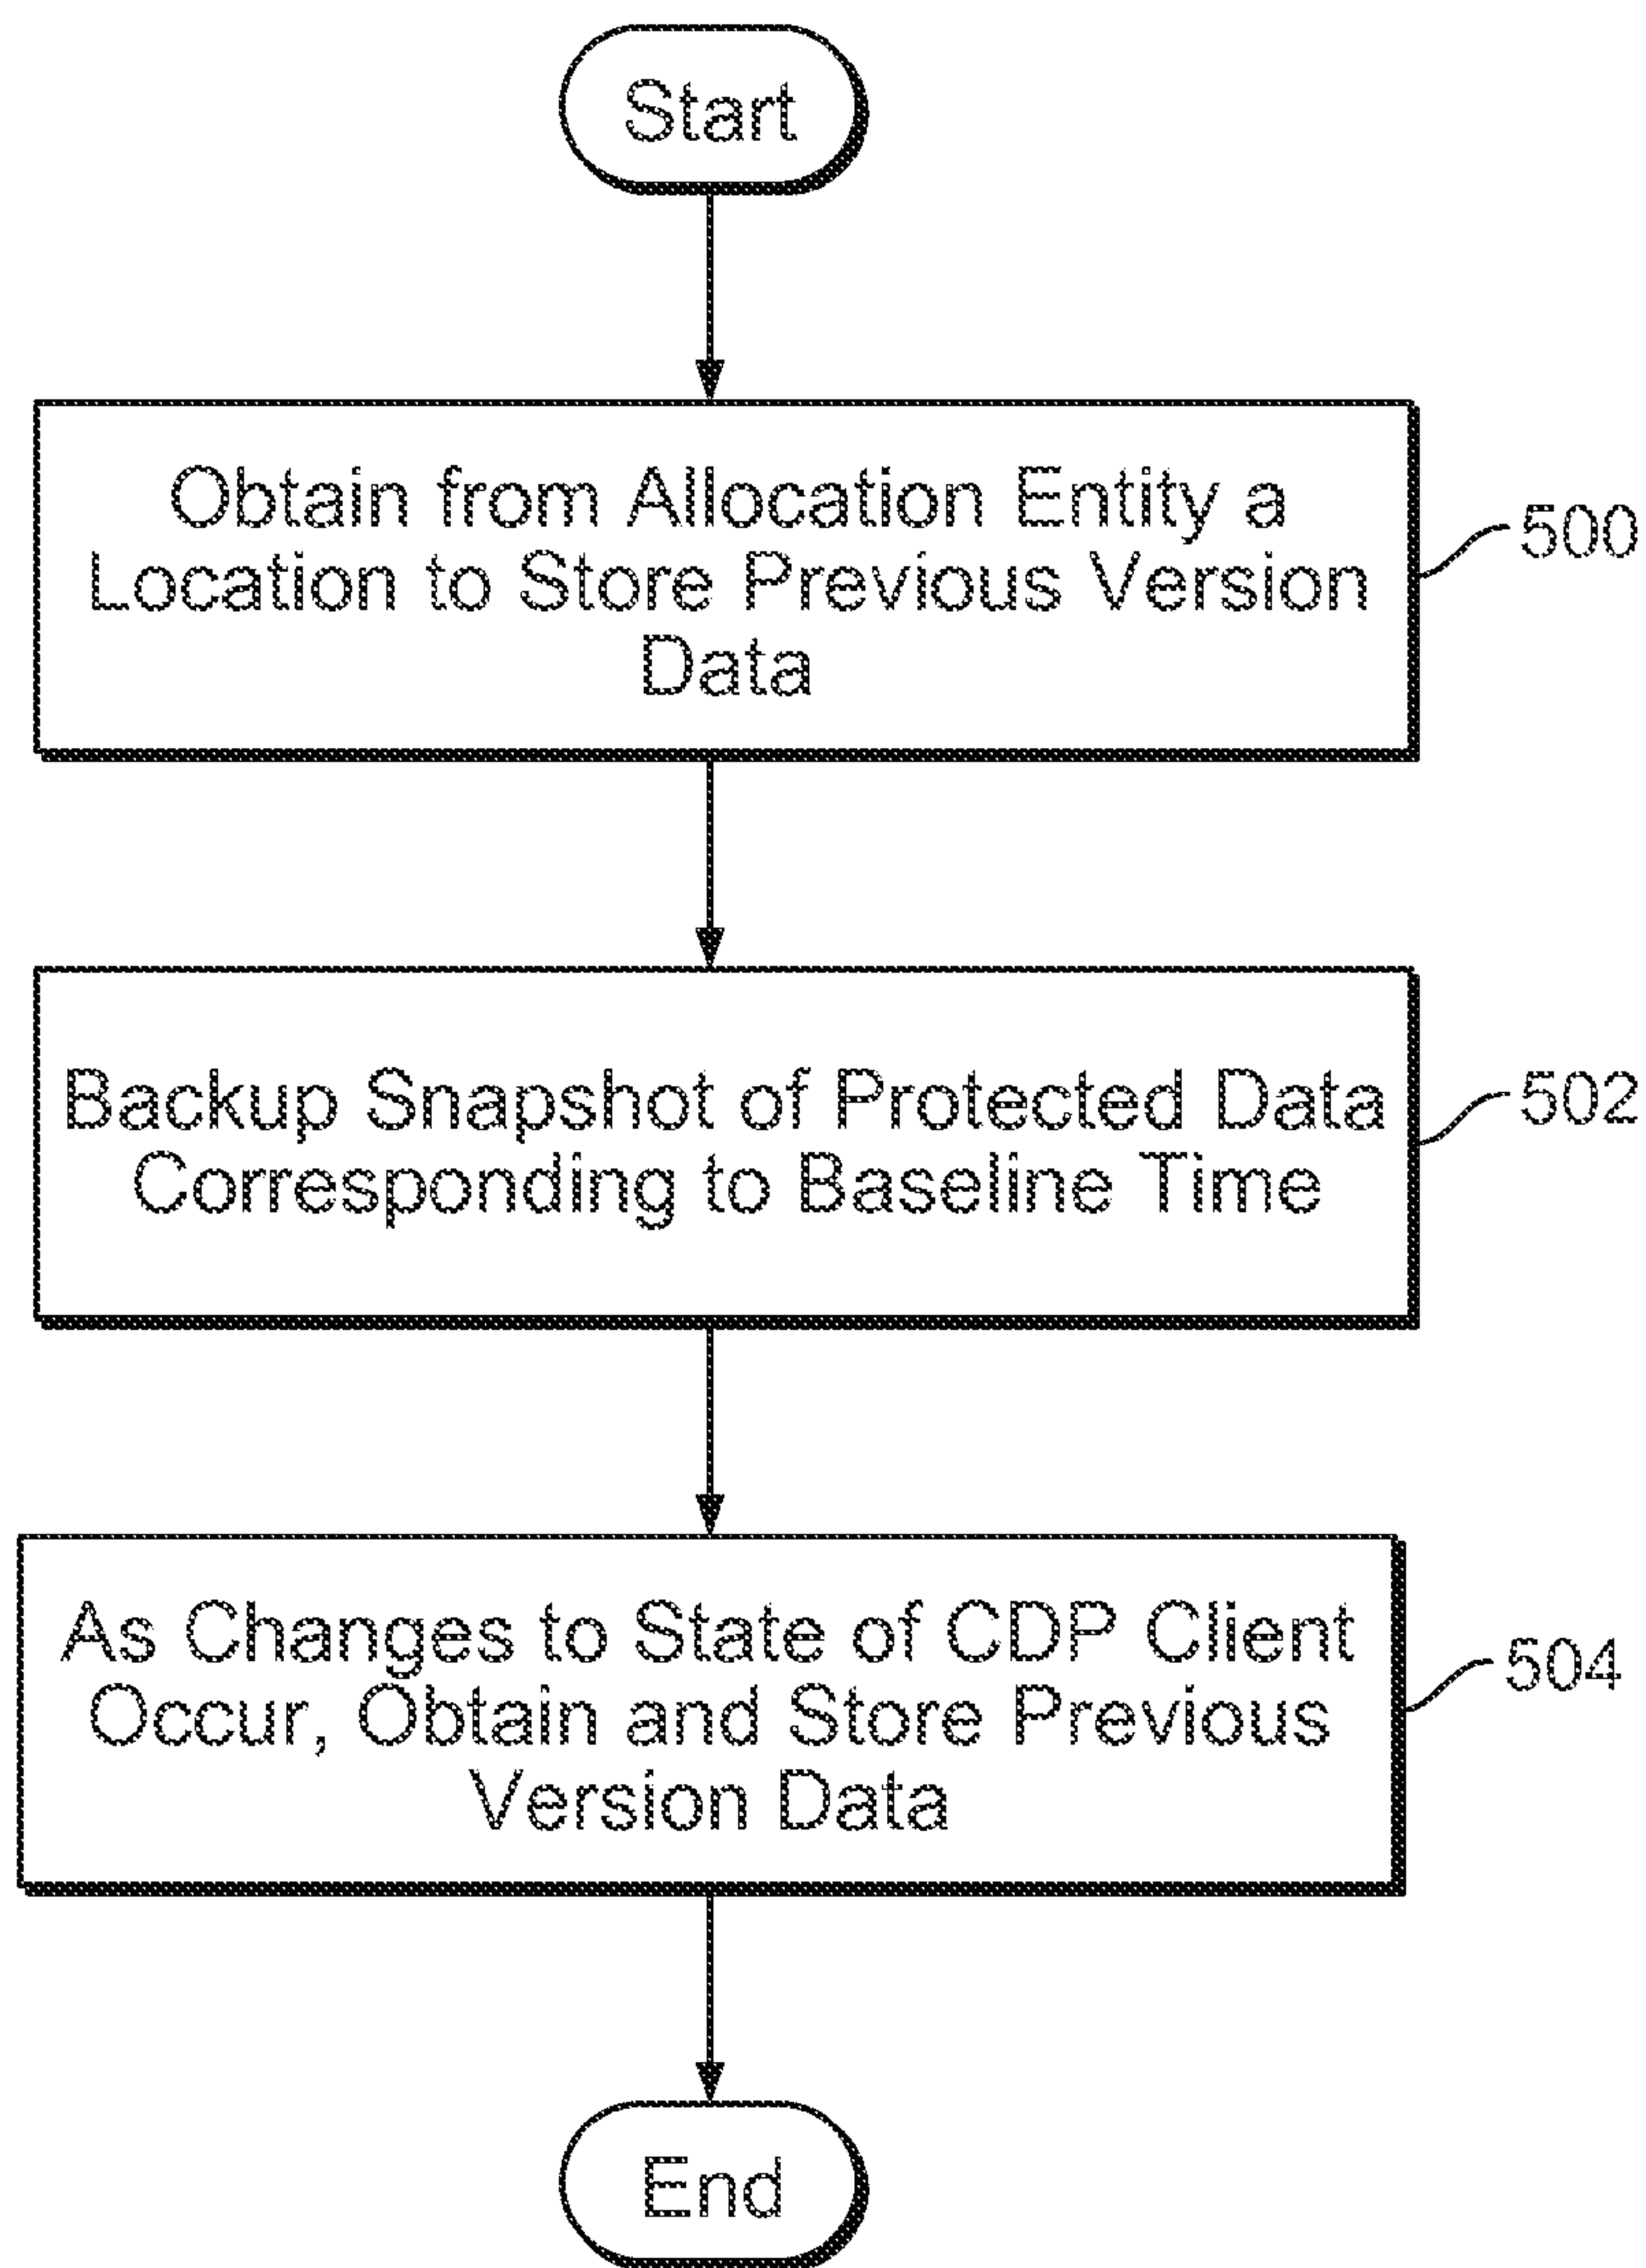 Start
Obtain from Allocation Entity a
Location to Store Previous Version
Data
500
Backup Snapshot of Protected Data
Corresponding to Baseline Time
502
As Changes to State of CDP Client
Occur, Obtain and Store Previous
Version Data
504
End